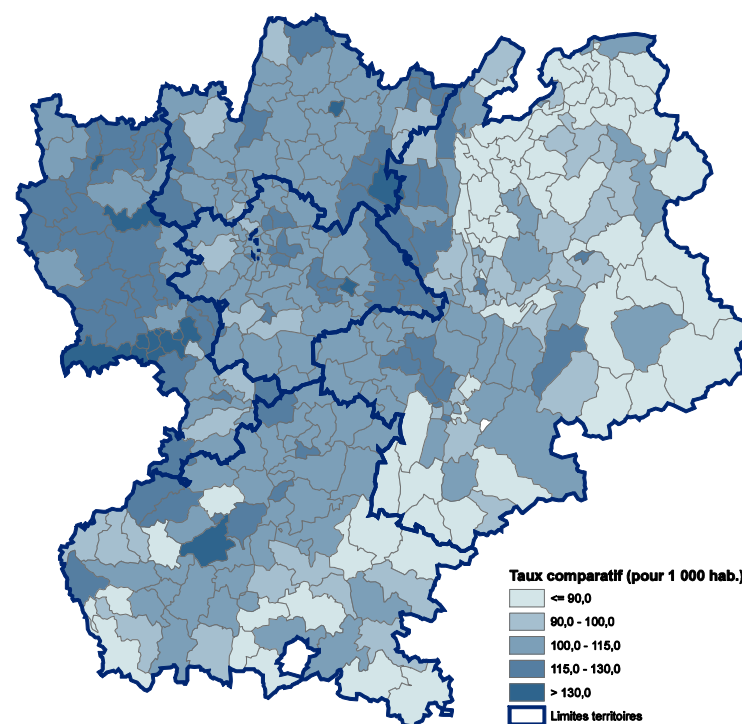 Taux comparatif (pour 1 000 hab.)
<= 90,0
90,0 - 100,0
100,0 - 115,0
115,0 - 130,0
> 130,0
Limites territoires